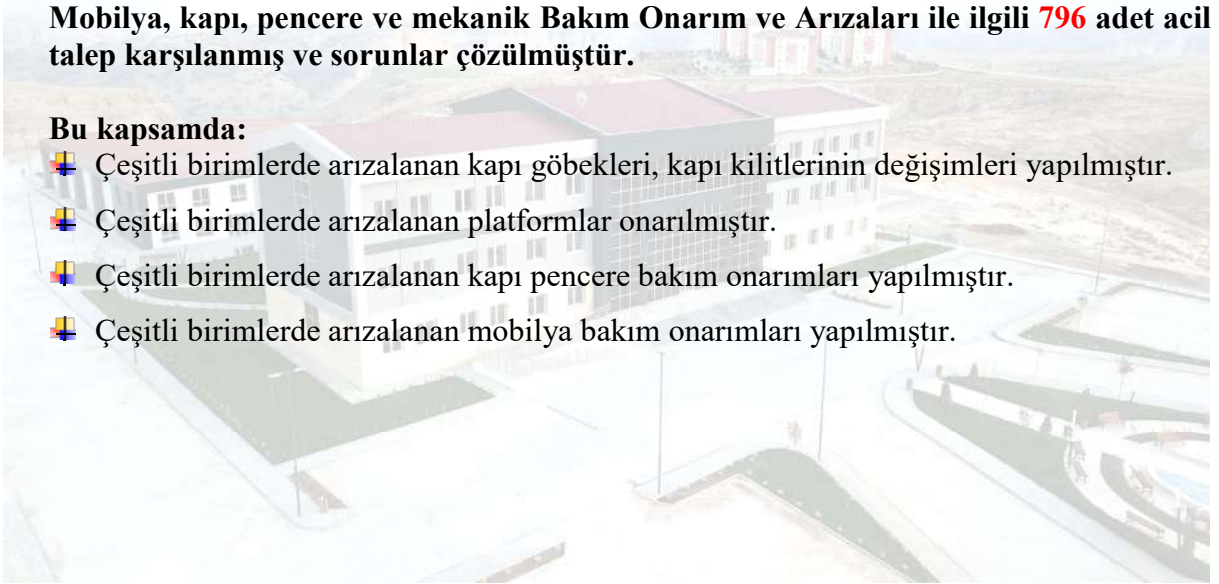 Mobilya, kapı, pencere ve mekanik Bakım Onarım ve Arızaları ile ilgili 796 adet acil
talep karşılanmış ve sorunlar çözülmüştür.
Bu kapsamda:
Çeşitli birimlerde arızalanan kapı göbekleri, kapı kilitlerinin değişimleri yapılmıştır.
Çeşitli birimlerde arızalanan platformlar onarılmıştır.
Çeşitli birimlerde arızalanan kapı pencere bakım onarımları yapılmıştır.
Çeşitli birimlerde arızalanan mobilya bakım onarımları yapılmıştır.